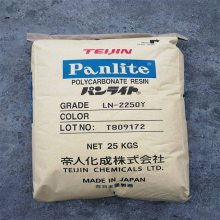 TEIJIN
Panlite
POLYCARBONATE RESIN
パンライト
GRADE LN-2250Y
COLOR
LOT NO: T809172
NET 25 KGS
帝人化成株式会社
TEIJIN CHEMICALS LTD.
MADE IN JAPAN